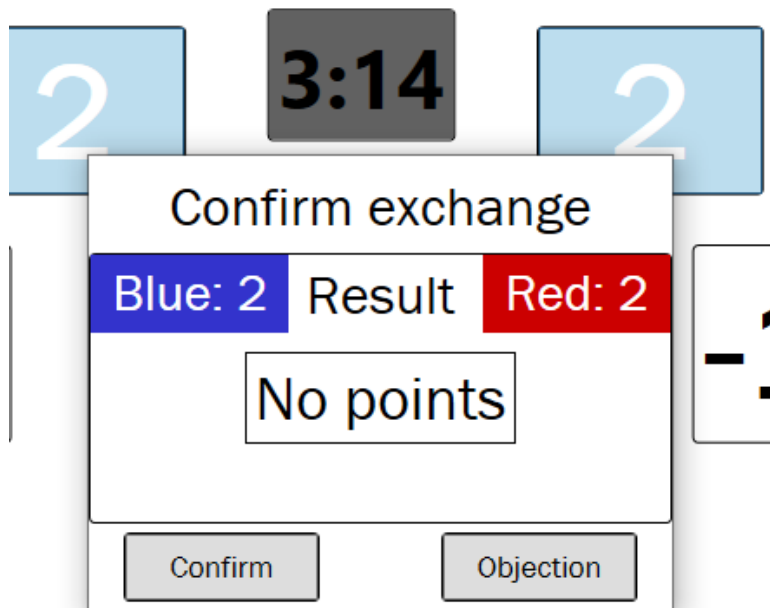 2 3:14 2
Confirm exchange
Blue: 2 Result Red: 2
No points
Confirm Objection